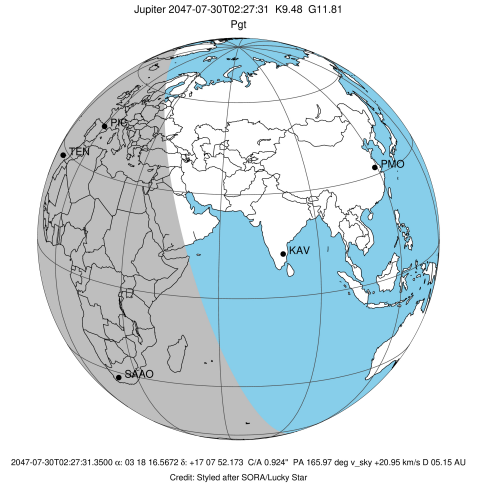 Jupiter 2047-07-30T02:27:31 K9.48 G11.81
Pgt
PIC
TEN
PMO
KAV
SAAO
2047-07-30T02:27:31.3500 α: 03 18 16.5672 δ: +17 07 52.173 C/A 0.924" PA 165.97 deg v_sky +20.95 km/s D 05.15 AU
Credit: Styled after SORA/Lucky Star